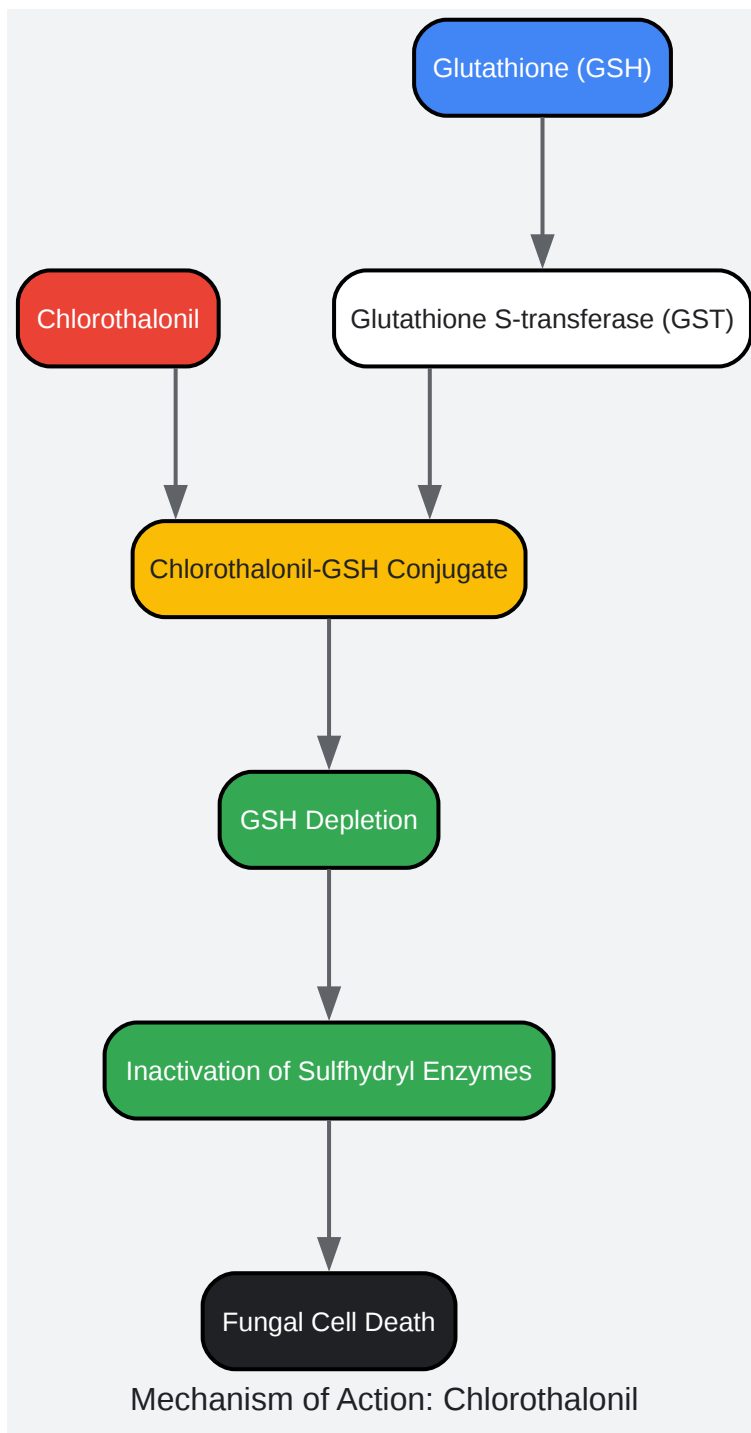 Glutathione (GSH)
Chlorothalonil
Glutathione S-transferase (GST)
Chlorothalonil-GSH Conjugate
GSH Depletion
Inactivation of Sulfhydryl Enzymes
Fungal Cell Death
Mechanism of Action: Chlorothalonil